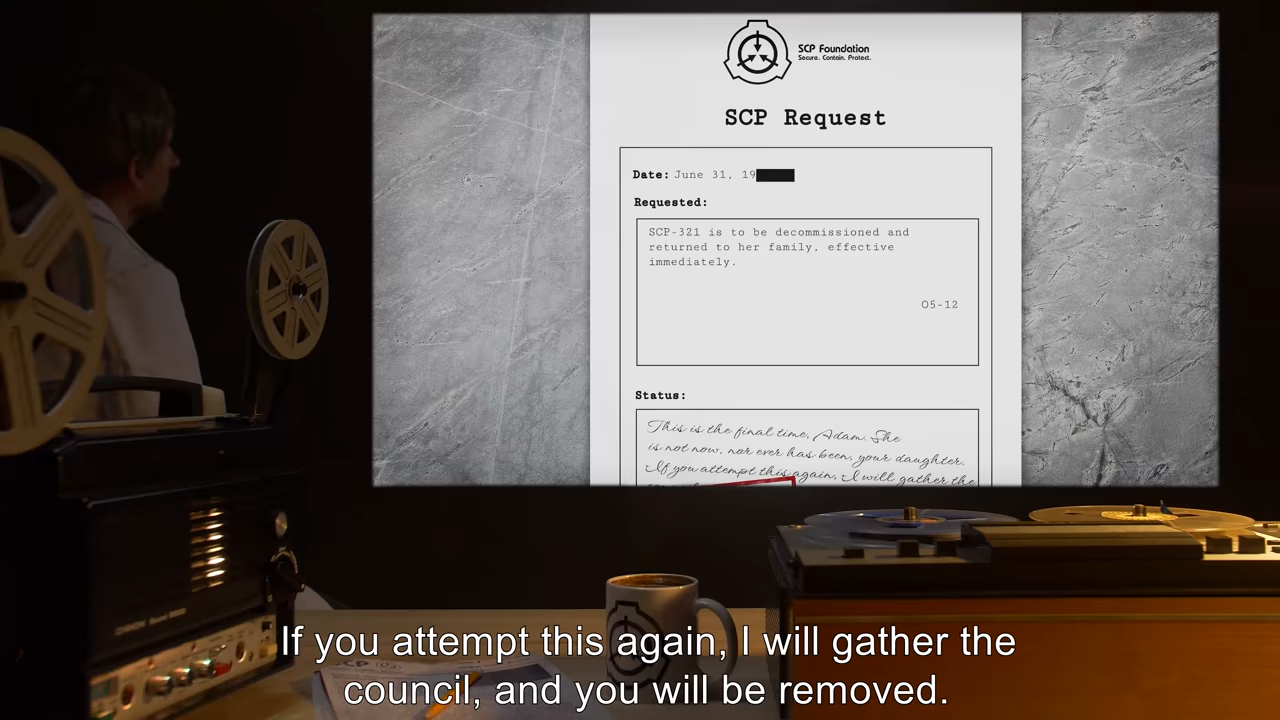 SCP Foundation
Secure. Contain. Protect.
SCP Request
Date: June 31, 19
Requested:
SCP-321 is to be decommissioned and
returned to her family, effective
immediately.
O5-12
Status:
This is the final time, Adam. She
is not now, nor ever has been, your daughter.
If you attempt this again, I will gather the
If you attempt this again, I will gather the
council, and you will be removed.